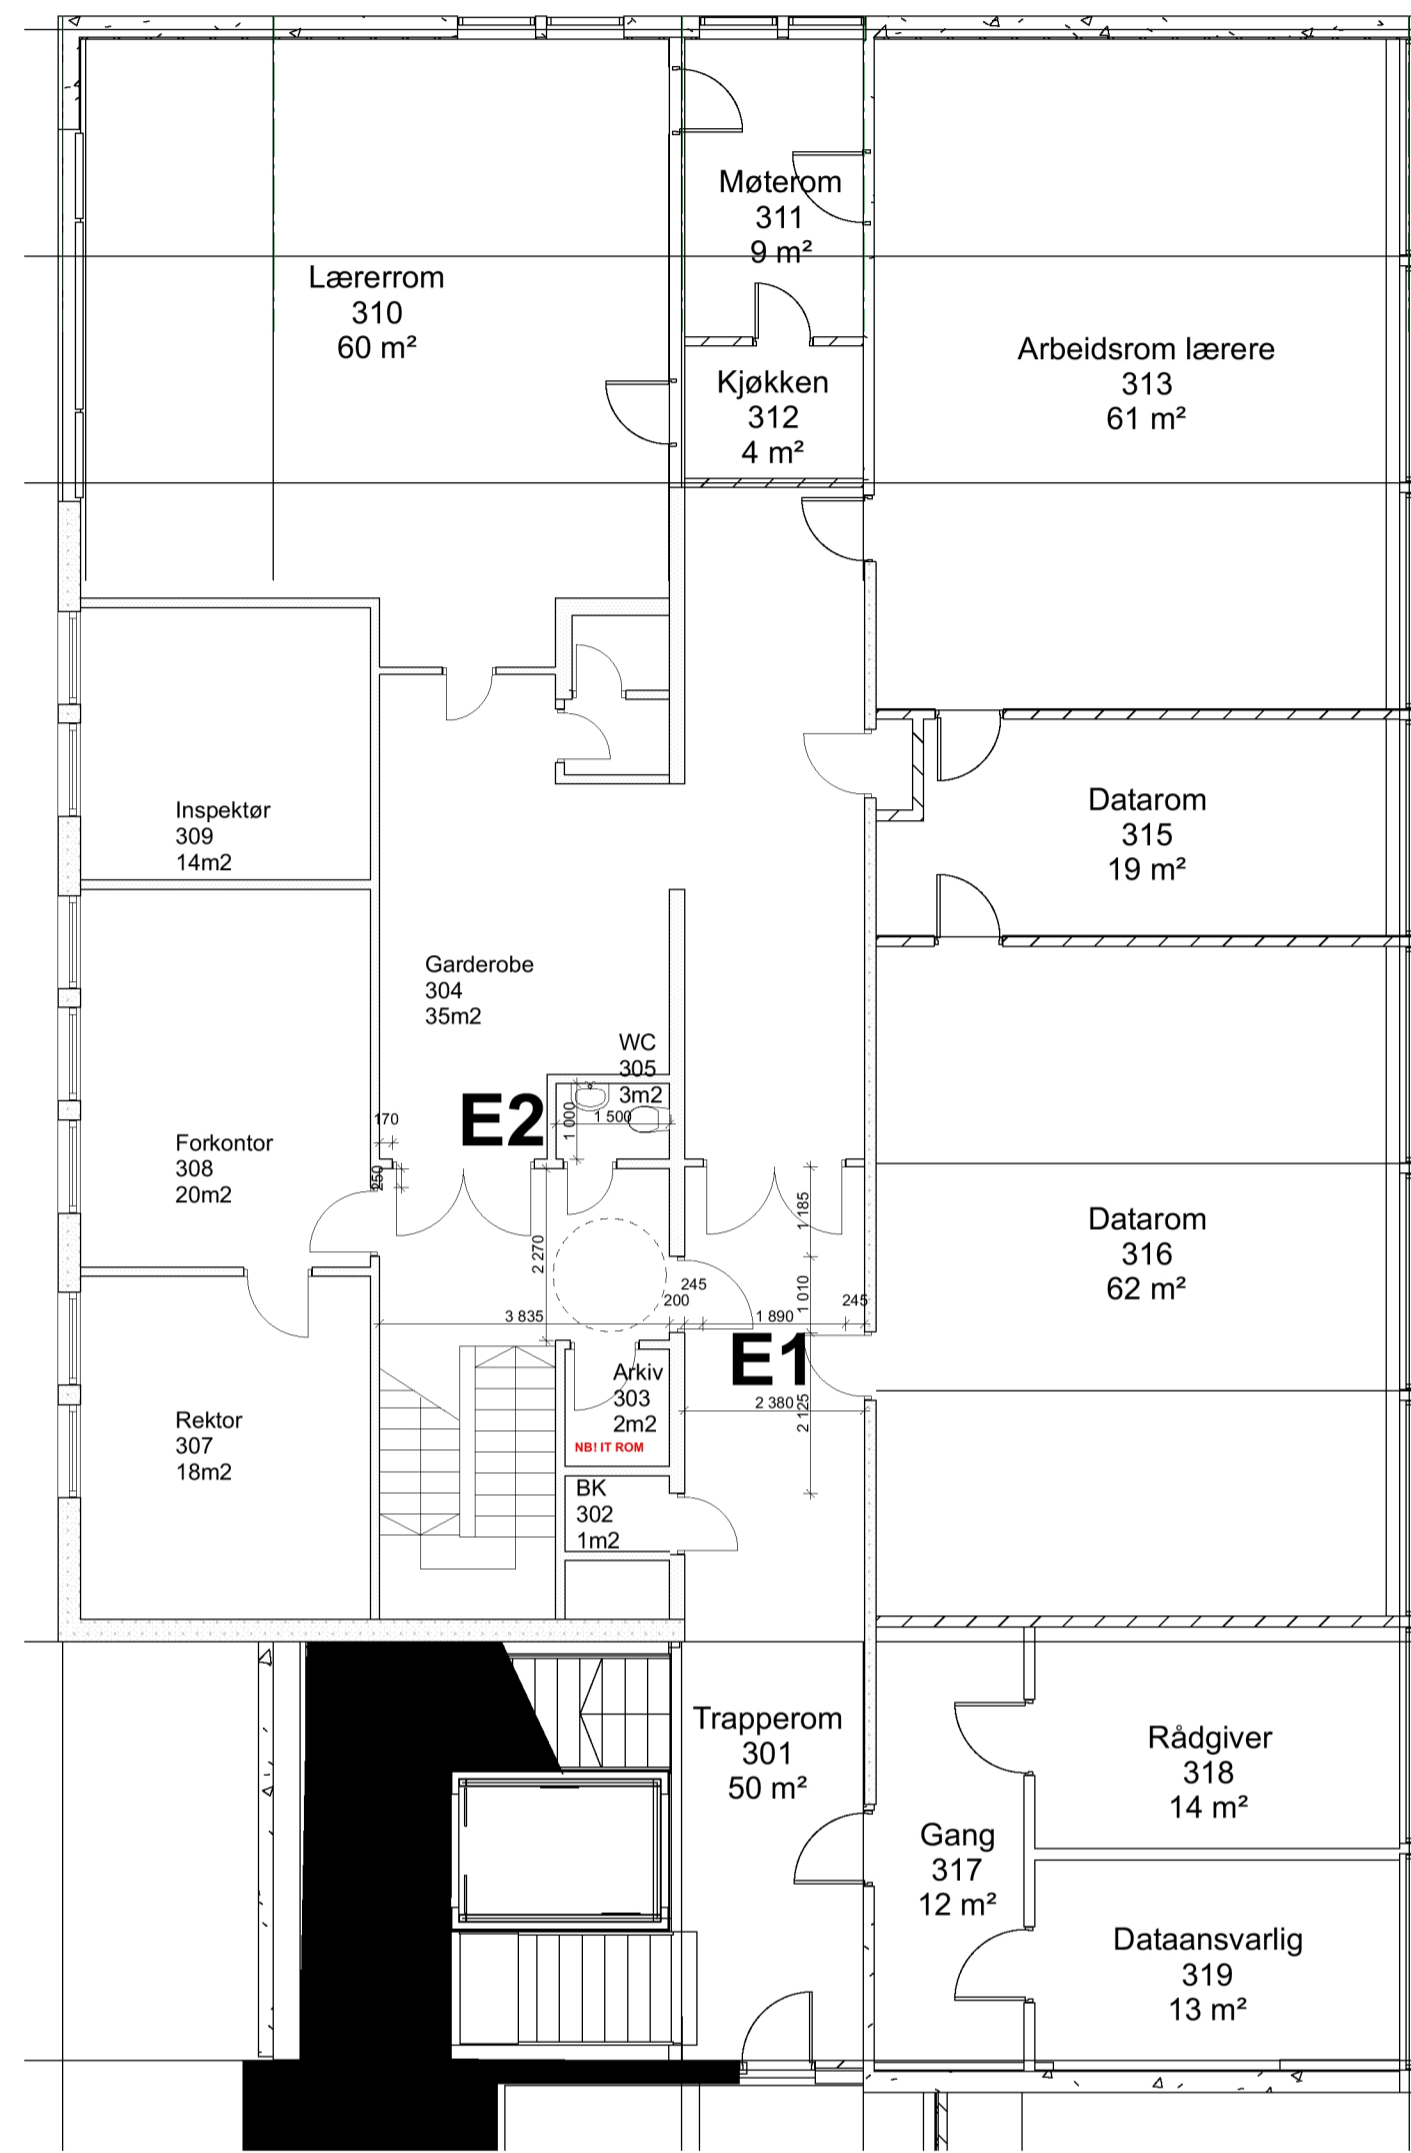 Møterom
311
9 m²
Lærerrom
310
60 m²
Arbeidsrom lærere
313
61 m²
Kjøkken
312
4 m²
Inspektør
309
14m2
Datarom
315
19 m²
Garderobe
304
35m2
WC
305
3m2
1 000
1 500
E2
170
250
Forkontor
308
20m2
2 270
1 185
Datarom
316
62 m²
245
200
1 010
245
3 835
1 890
E1
Arkiv
303
2m2
NB! IT ROM
2 380
2 125
Rektor
307
18m2
BK
302
1m2
Trapperom
301
50 m²
Rådgiver
318
14 m²
Gang
317
12 m²
Dataansvarlig
319
13 m²